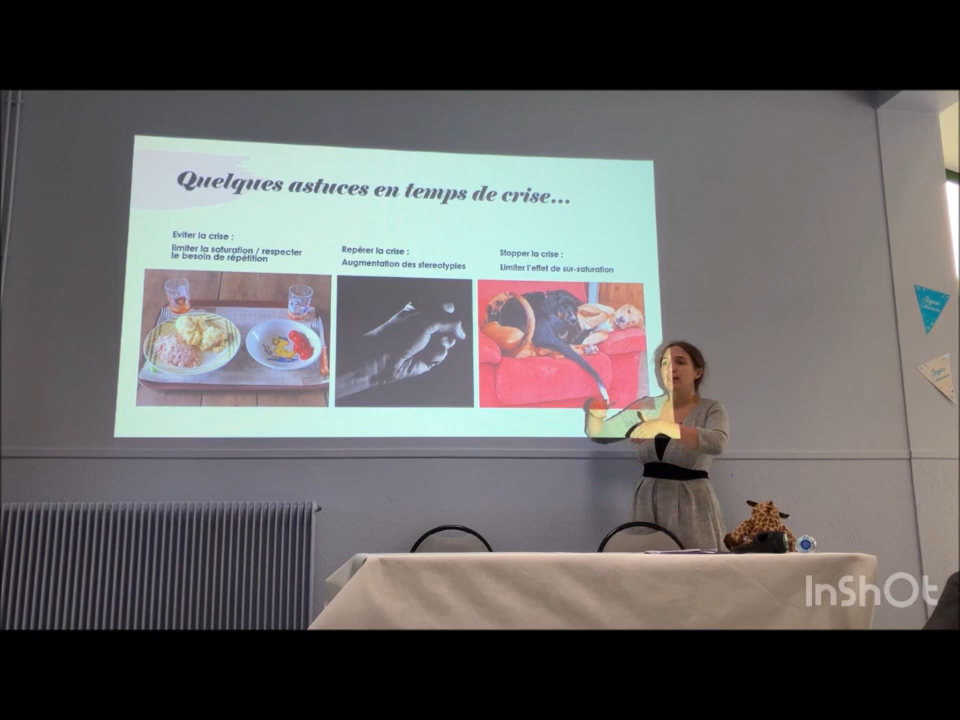 Quelques astuces en temps de crise...
Eviter la crise :
limiter la saturation / respecter
le besoin de répétition
Repérer la crise :
Augmentation des stereotypies
Stopper la crise :
Limiter l'effet de sur-saturation
InShOt